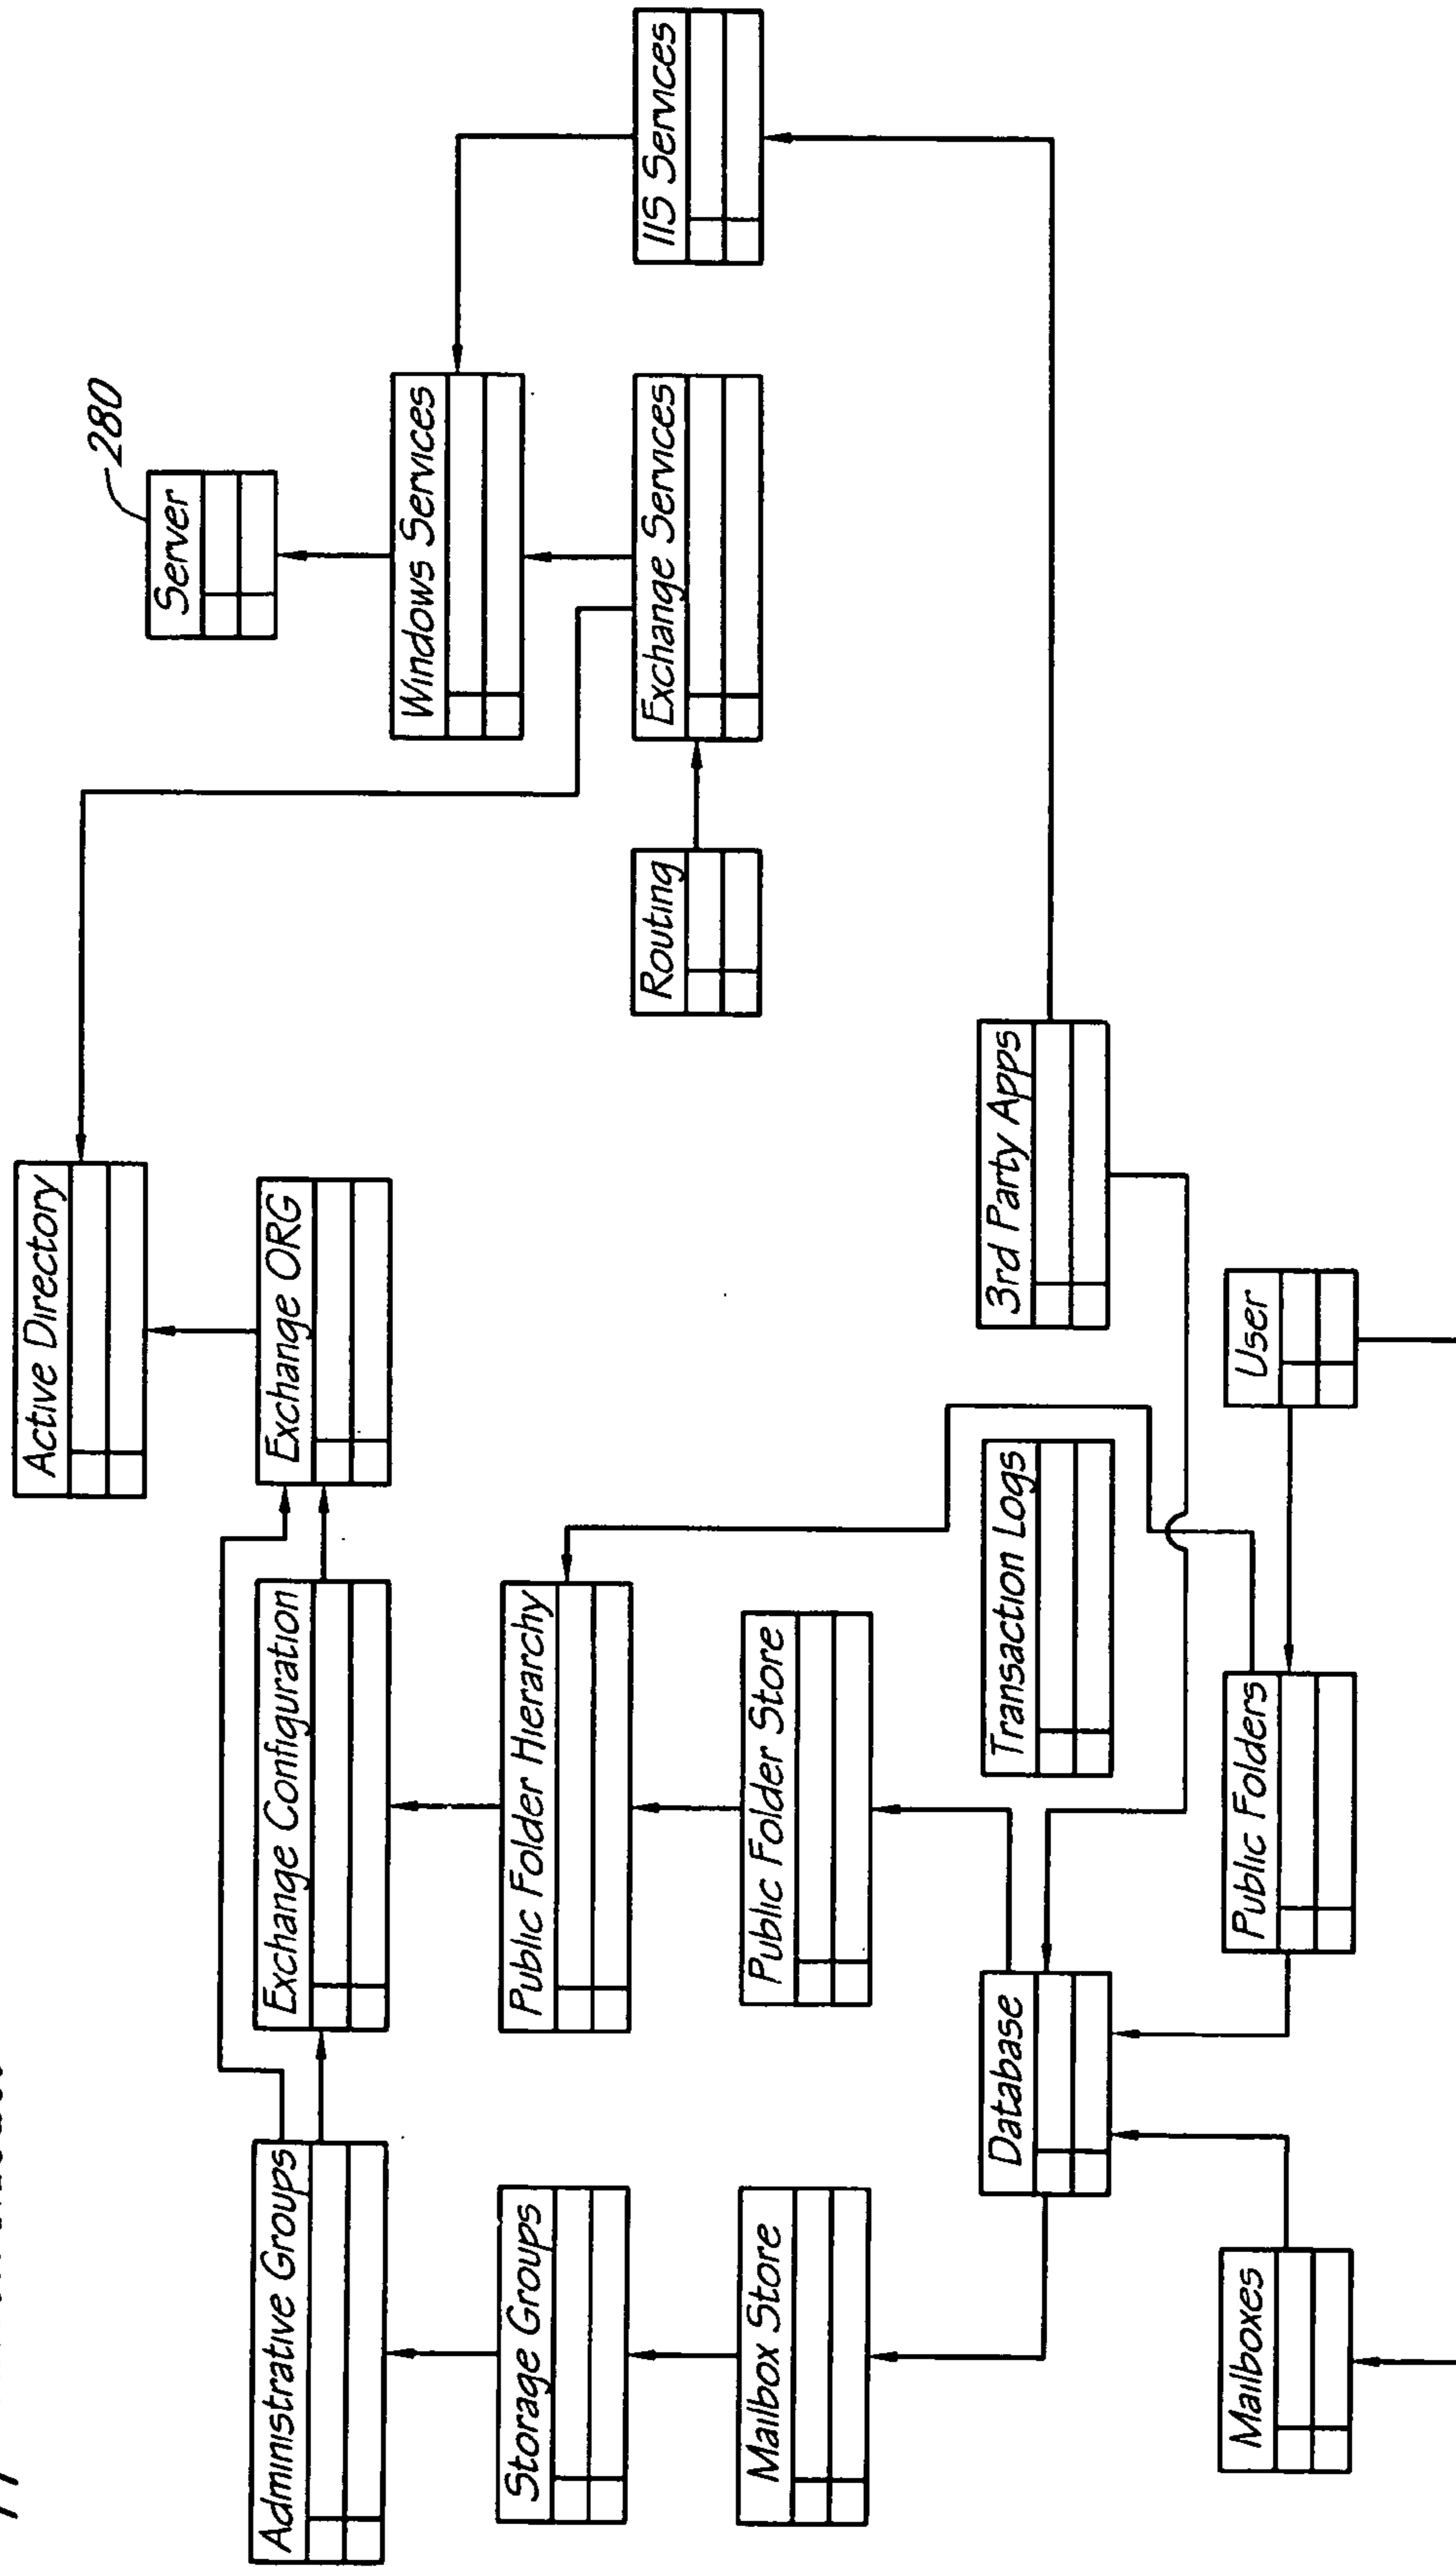 Active Directory
280
Server
Administrative Groups
Exchange Configuration
Exchange ORG
Windows Services
Storage Groups
Public Folder Hierarchy
Mailbox Store
Public Folder Store
Routing
Exchange Services
IIS Services
Database
Transaction Logs
3rd Party Apps
Mailboxes
Public Folders
User